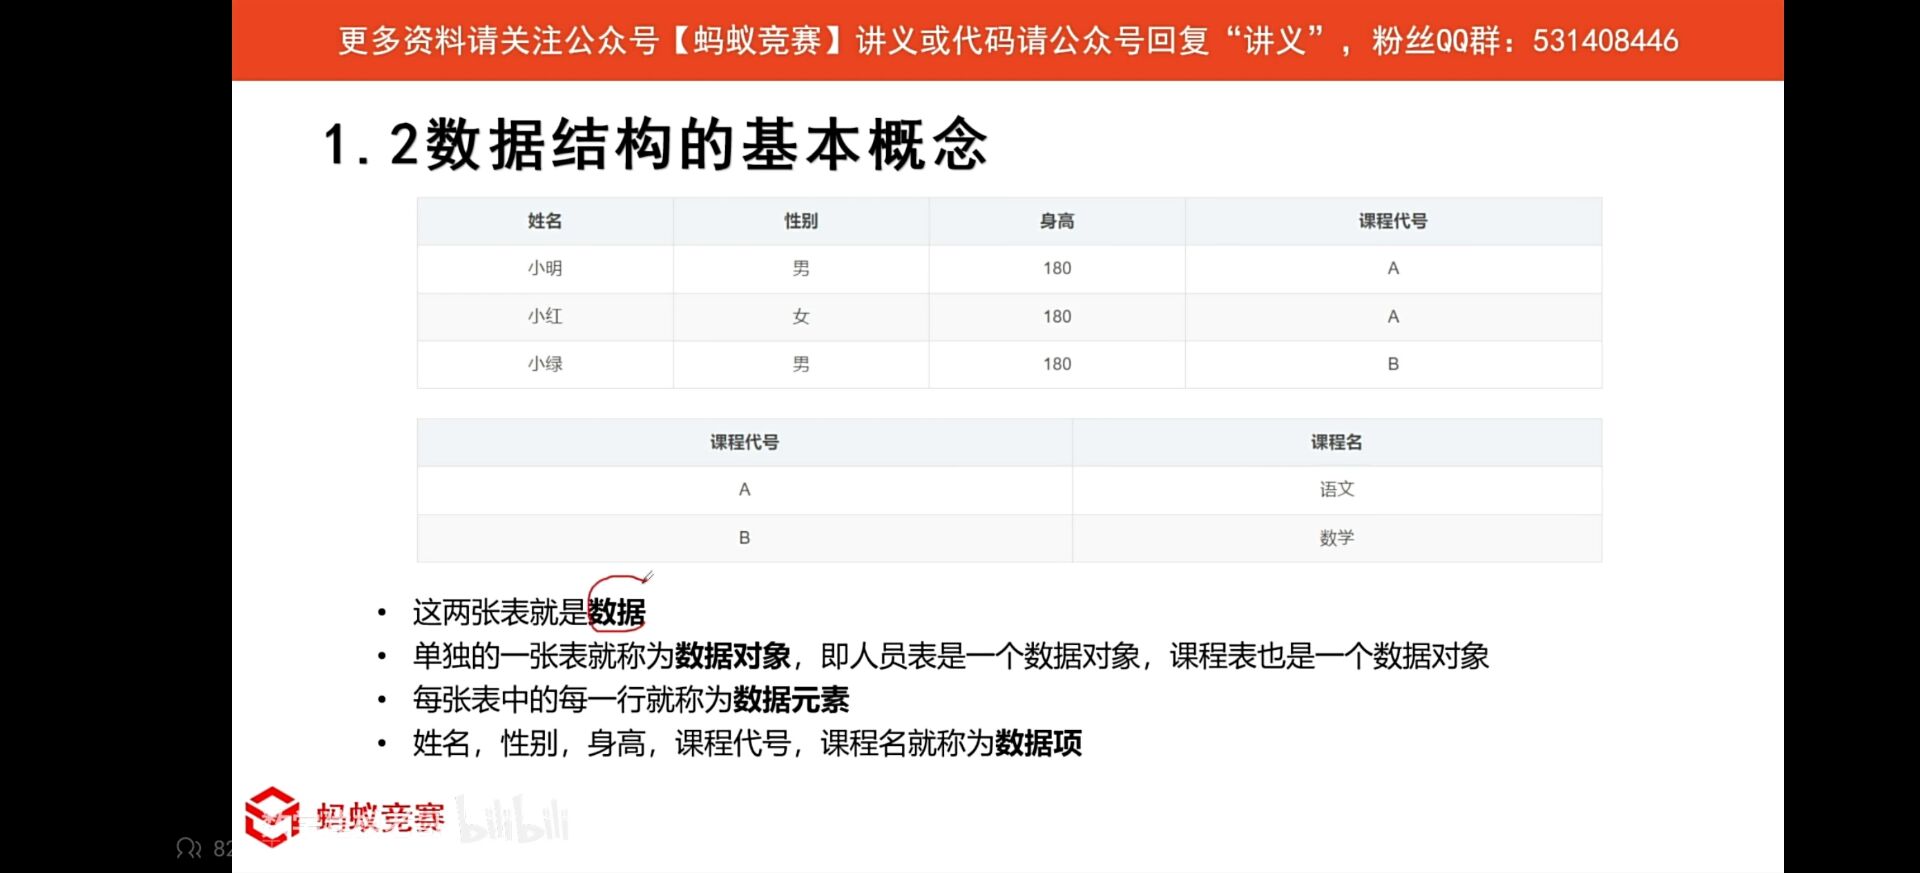 更多资料请关注公众号【蚂蚁竞赛】讲义或代码请公众号回复“讲义”，粉丝QQ群：531408446
1.2数据结构的基本概念
姓名 性别 身高 课程代号
小明 男 180 A
小红 女 180 A
小绿 男 180 B
课程代号 课程名
A 语文
B 数学
• 这两张表就是数据
• 单独的一张表就称为数据对象，即人员表是一个数据对象，课程表也是一个数据对象
• 每张表中的每一行就称为数据元素
• 姓名，性别，身高，课程代号，课程名就称为数据项
蚂蚁竞赛 bilibili
82